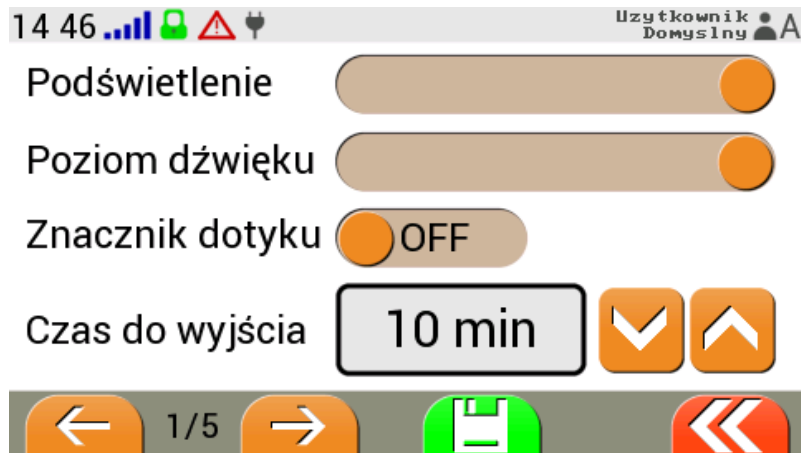 14 46
Uzytkownik
Domyslny
A
Podświetlenie
Poziom dźwięku
Znacznik dotyku OFF
Czas do wyjścia 10 min
1/5